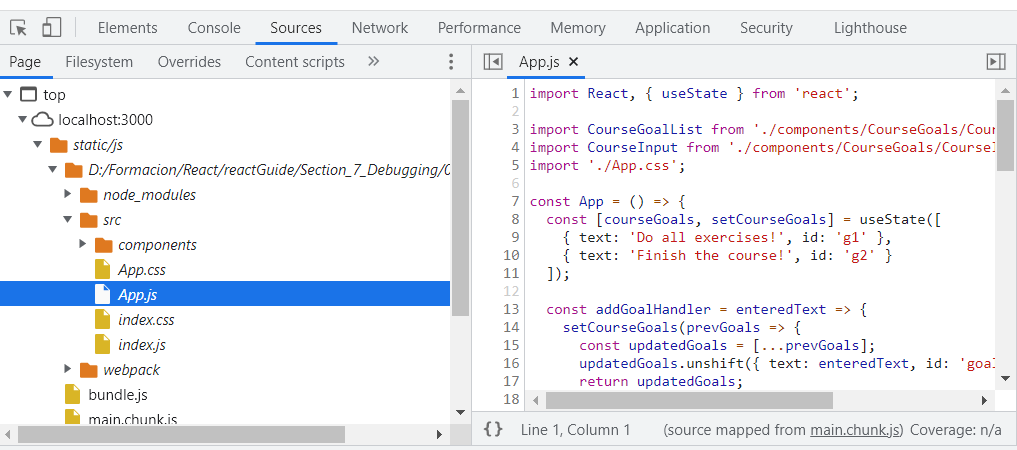 Elements Console Sources Network Performance Memory Application Security Lighthouse
Page Filesystem Overrides Content scripts »
top
localhost:3000
static/js
D:/Formacion/React/reactGuide/Section_7_Debugging/
node_modules
src
components
App.css
App.js
index.css
index.js
webpack
bundle.js
main.chunk.js
App.js ×
1 import React, { useState } from 'react';
2
3 import CourseGoalList from './components/CourseGoals/Cour
4 import CourseInput from './components/CourseGoals/CourseI
5 import './App.css';
6
7 const App = () => {
8 const [courseGoals, setCourseGoals] = useState([
9 { text: 'Do all exercises!', id: 'g1' },
10 { text: 'Finish the course!', id: 'g2' }
11 ]);
12
13 const addGoalHandler = enteredText => {
14 setCourseGoals(prevGoals => {
15 const updatedGoals = [...prevGoals];
16 updatedGoals.unshift({ text: enteredText, id: 'goal
17 return updatedGoals;
18
{} Line 1, Column 1 (source mapped from main.chunk.js) Coverage: n/a